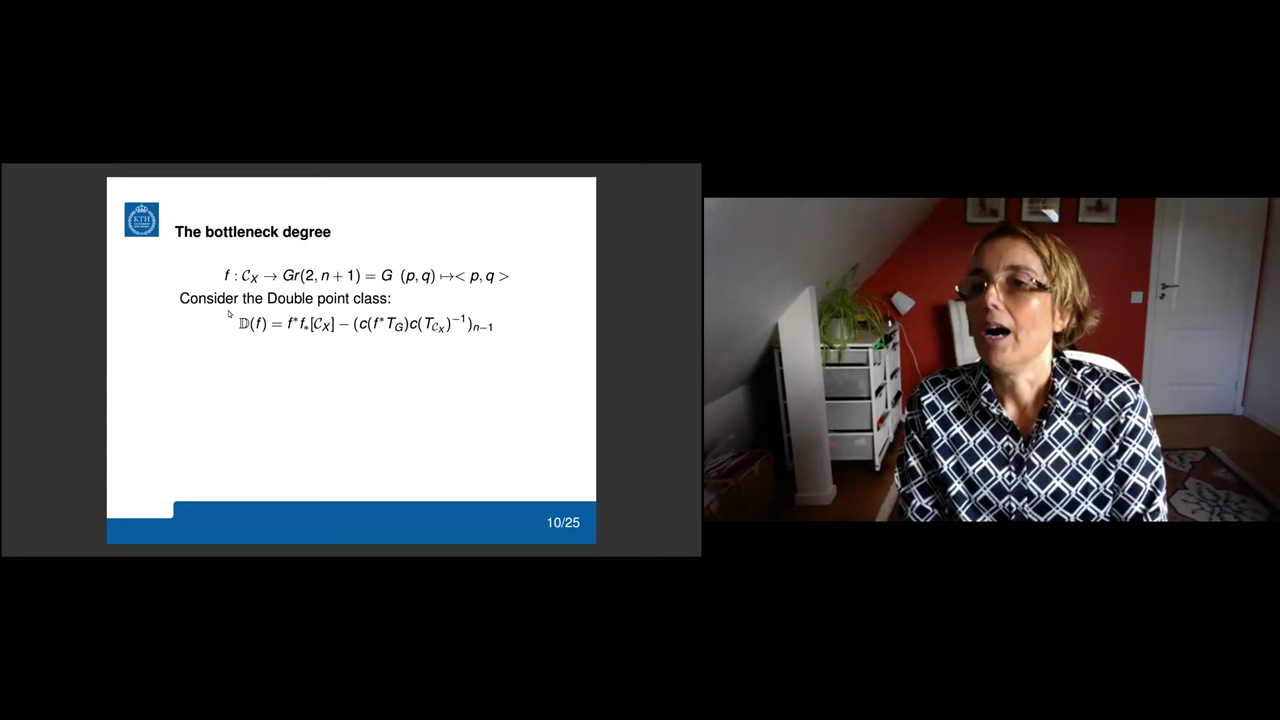 KTH
The bottleneck degree
f : 𝒞_X → Gr(2, n + 1) = G (p, q) ↦< p, q >
Consider the Double point class:
𝔻(f) = f*f_*[𝒞_X] − (c(f*T_G)c(T_{𝒞_X})^{−1})_{n−1}
10/25